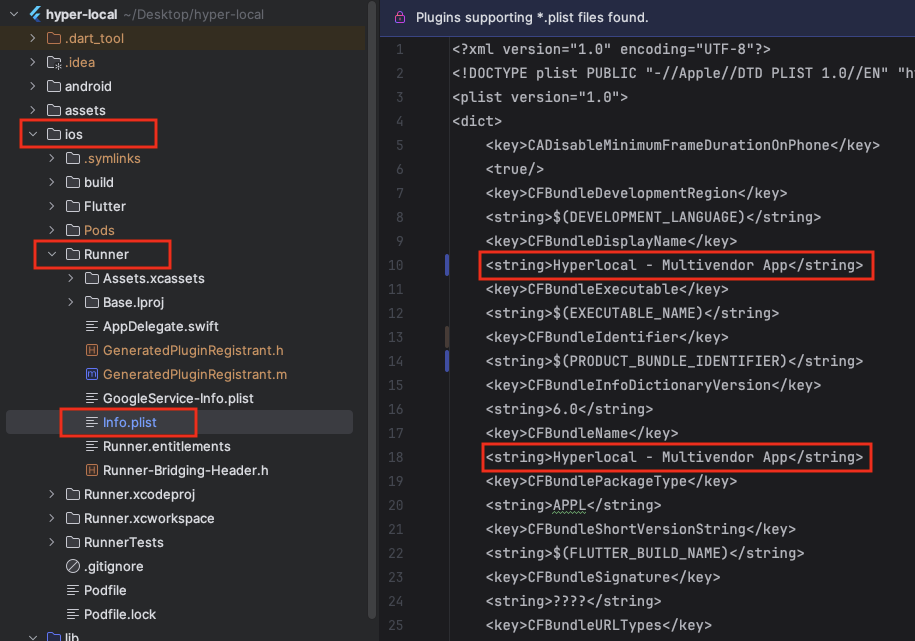 hyper-local ~/Desktop/hyper-local
.dart_tool
.idea
android
assets
ios
.symlinks
build
Flutter
Pods
Runner
Assets.xcassets
Base.lproj
AppDelegate.swift
H GeneratedPluginRegistrant.h
m GeneratedPluginRegistrant.m
GoogleService-Info.plist
Info.plist
Runner.entitlements
H Runner-Bridging-Header.h
Runner.xcodeproj
Runner.xcworkspace
RunnerTests
.gitignore
Podfile
Podfile.lock
lib
Plugins supporting *.plist files found.
1 <?xml version="1.0" encoding="UTF-8"?>
2 <!DOCTYPE plist PUBLIC "-//Apple//DTD PLIST 1.0//EN"
3 <plist version="1.0">
4 <dict>
5 <key>CADisableMinimumFrameDurationOnPhone</key>
6 <true/>
7 <key>CFBundleDevelopmentRegion</key>
8 <string>$(DEVELOPMENT_LANGUAGE)</string>
9 <key>CFBundleDisplayName</key>
10 <string>Hyperlocal - Multivendor App</string>
11 <key>CFBundleExecutable</key>
12 <string>$(EXECUTABLE_NAME)</string>
13 <key>CFBundleIdentifier</key>
14 <string>$(PRODUCT_BUNDLE_IDENTIFIER)</string>
15 <key>CFBundleInfoDictionaryVersion</key>
16 <string>6.0</string>
17 <key>CFBundleName</key>
18 <string>Hyperlocal - Multivendor App</string>
19 <key>CFBundlePackageType</key>
20 <string>APPL</string>
21 <key>CFBundleShortVersionString</key>
22 <string>$(FLUTTER_BUILD_NAME)</string>
23 <key>CFBundleSignature</key>
24 <string>????</string>
25 <key>CFBundleURLTypes</key>